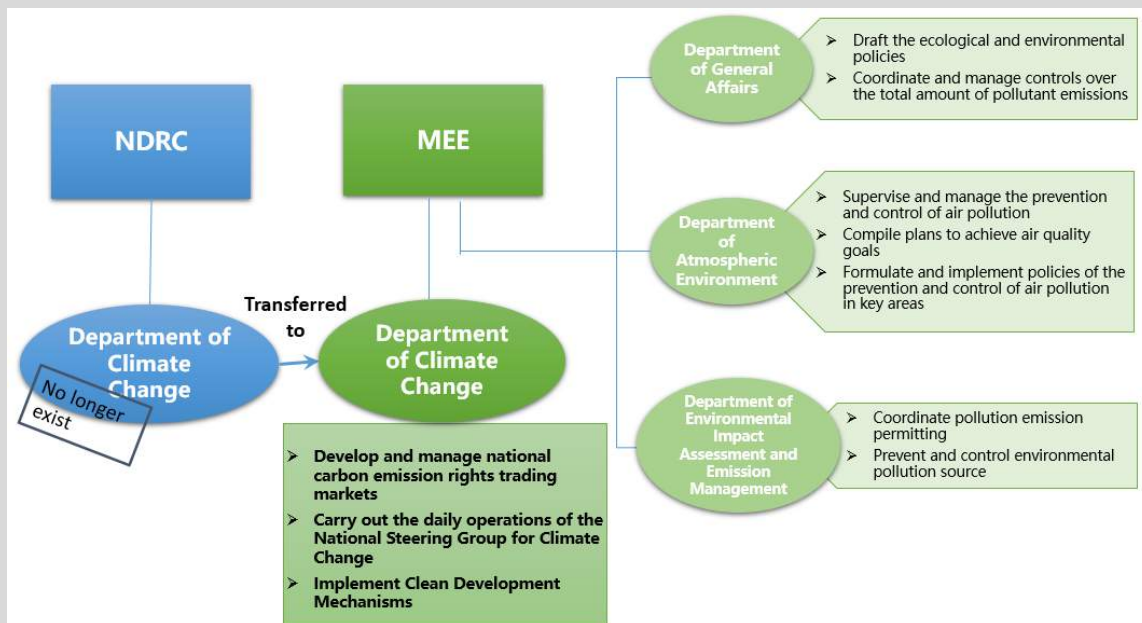 NDRC
MEE
Department of
Climate
Change
No longer
exist
Transferred
to
Department
of Climate
Change
➤ Develop and manage national
carbon emission rights trading
markets
➤ Carry out the daily operations of the
National Steering Group for Climate
Change
➤ Implement Clean Development
Mechanisms
Department
of General
Affairs
➤ Draft the ecological and environmental
policies
➤ Coordinate and manage controls over
the total amount of pollutant emissions
Department
of
Atmospheric
Environment
➤ Supervise and manage the prevention
and control of air pollution
➤ Compile plans to achieve air quality
goals
➤ Formulate and implement policies of the
prevention and control of air pollution
in key areas
Department of
Environmental
Impact
Assessment and
Emission
Management
➤ Coordinate pollution emission
permitting
➤ Prevent and control environmental
pollution source